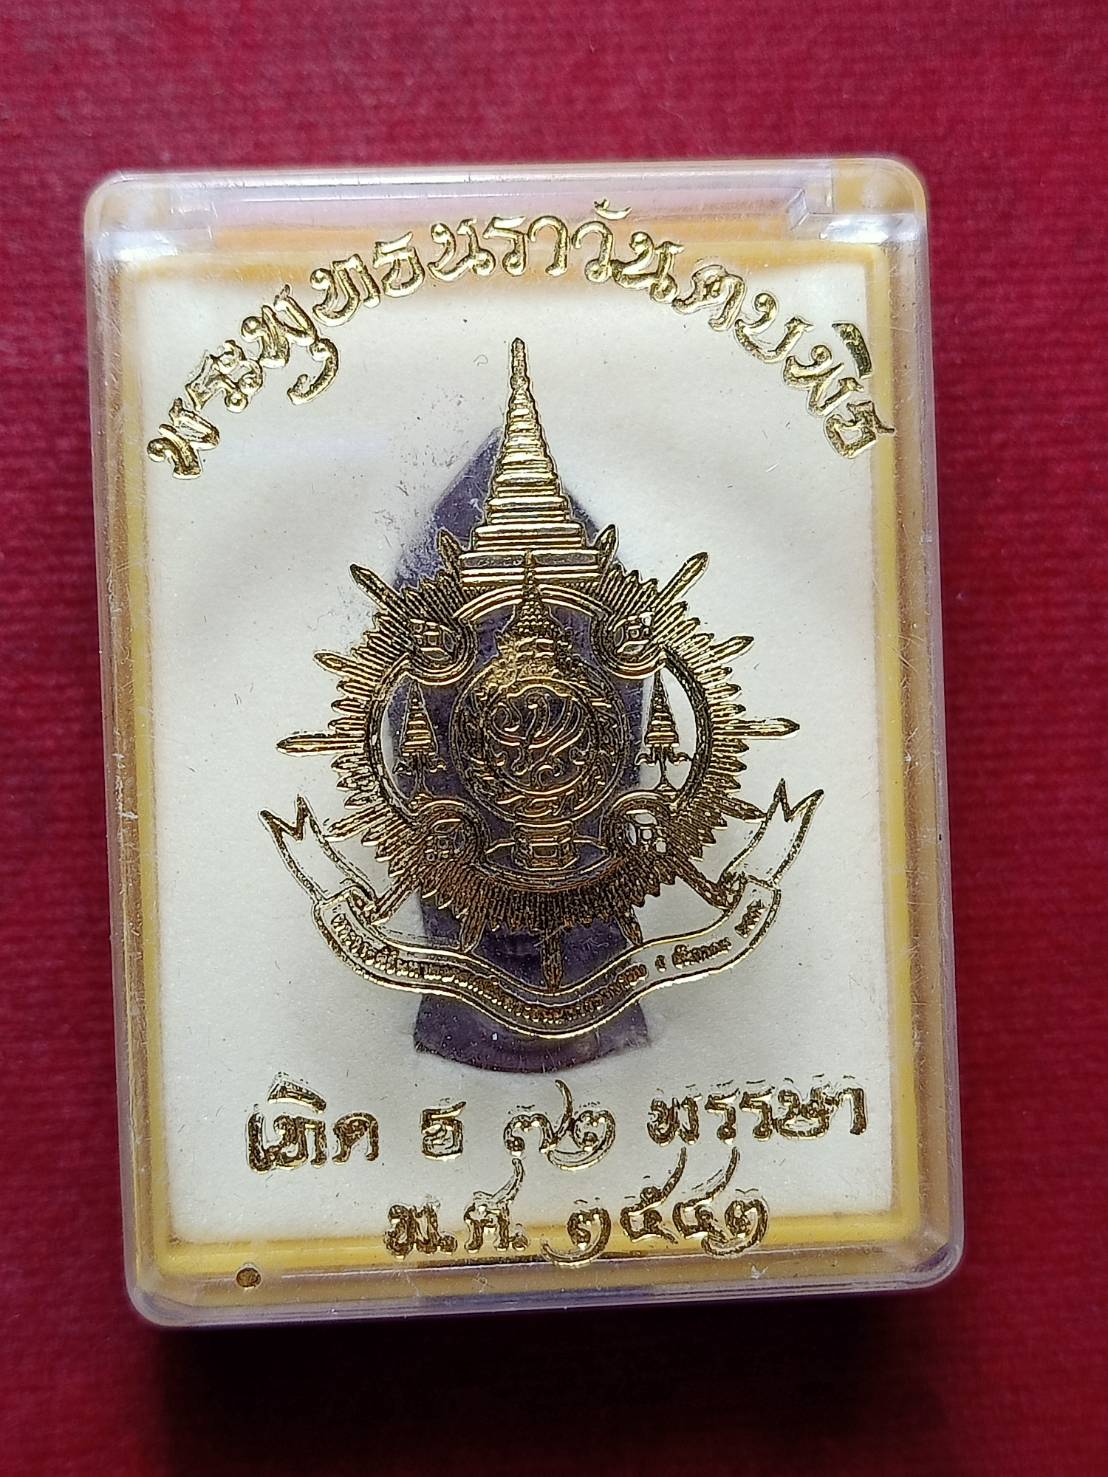 พระพุทธนราวันตบพิธ
เทิด ธ ๗๒ พรรษา
พ.ศ. ๒๕๔๒